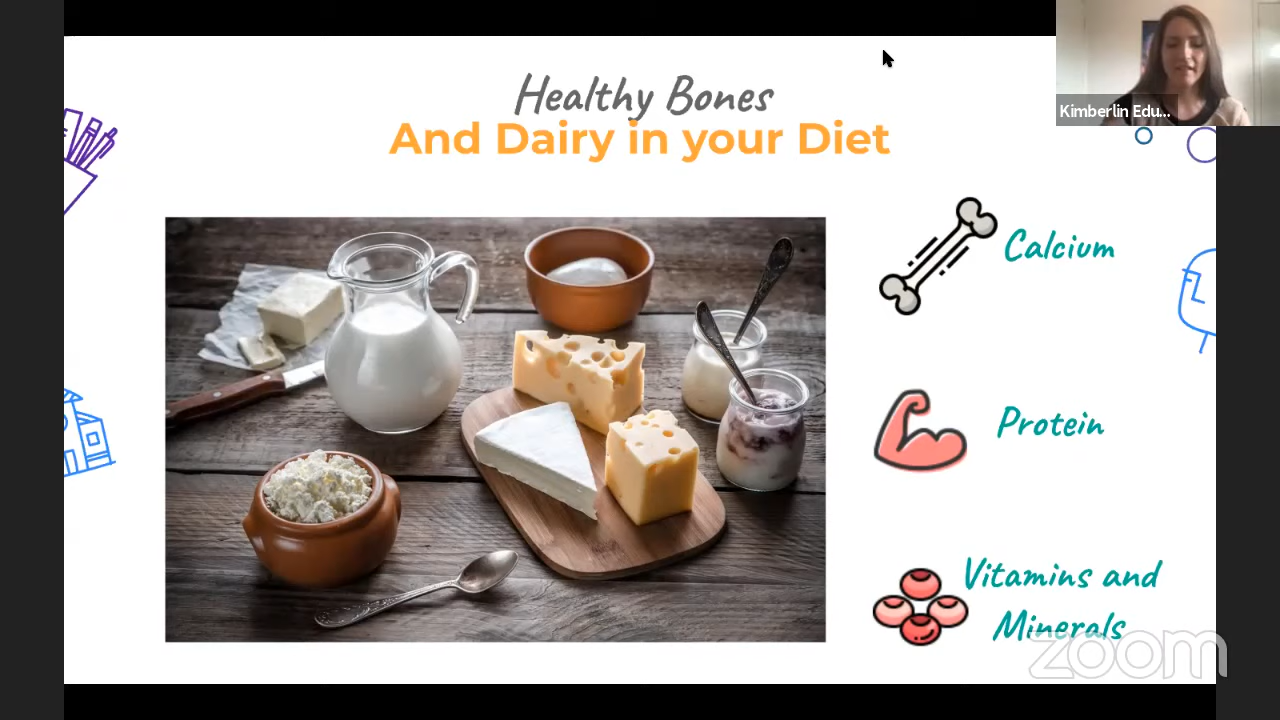 Healthy Bones
And Dairy in your Diet
Kimberlin Edu...
Calcium
Protein
Vitamins and
Minerals
zoom